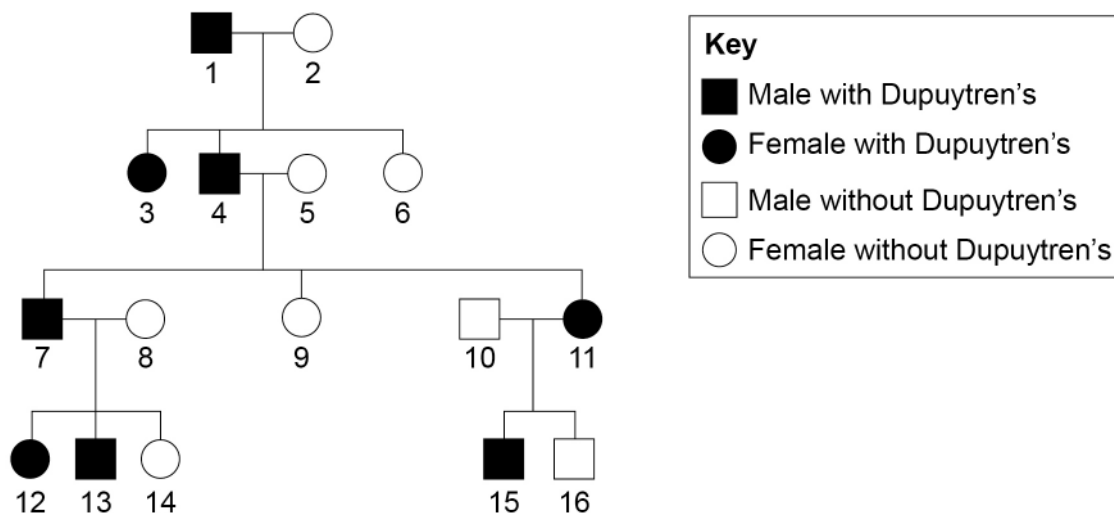 1 2
3 4 5 6
7 8 9 10 11
12 13 14 15 16
Key
Male with Dupuytren's
Female with Dupuytren's
Male without Dupuytren's
Female without Dupuytren's